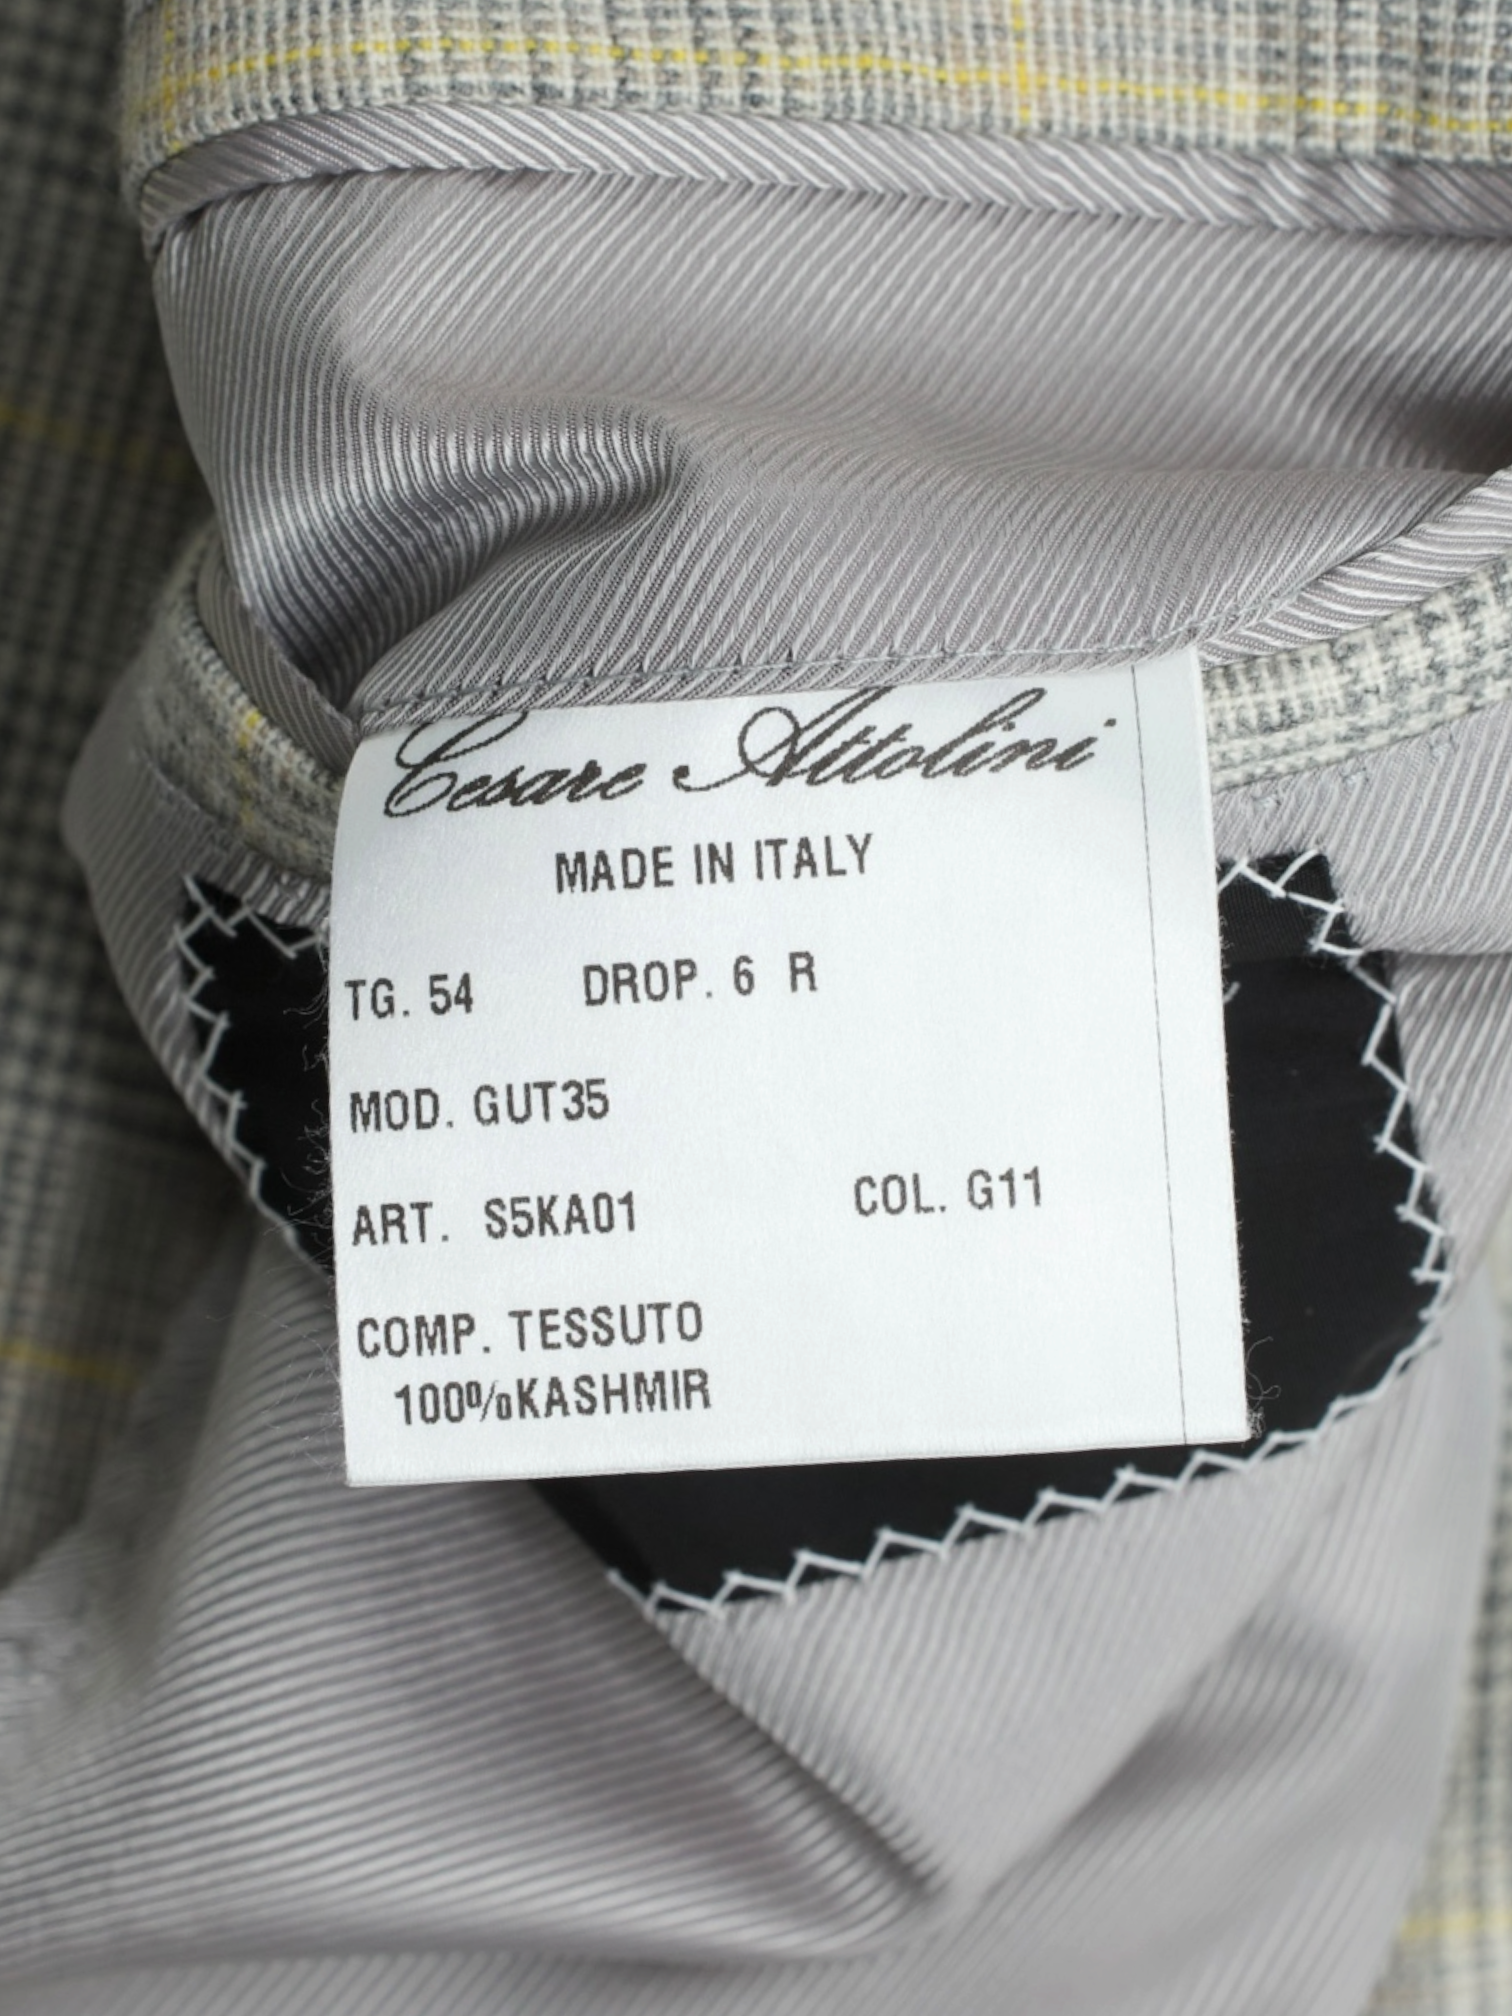 Cesare Attolini
MADE IN ITALY
TG. 54 DROP. 6 R
MOD. GUT35
ART. S5KA01 COL. G11
COMP. TESSUTO
100%KASHMIR